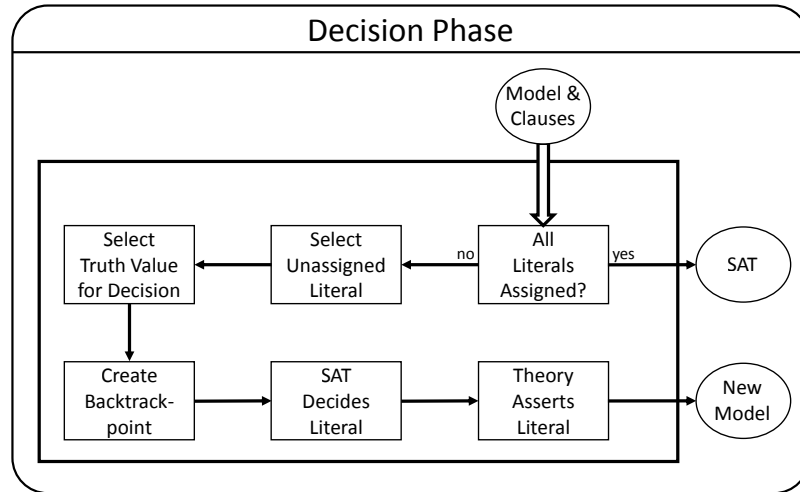 Decision Phase
Model &
Clauses
Select
Truth Value
for Decision
Select
Unassigned
Literal
no
All
Literals
Assigned?
yes
SAT
Create
Backtrack-
point
SAT
Decides
Literal
Theory
Asserts
Literal
New
Model